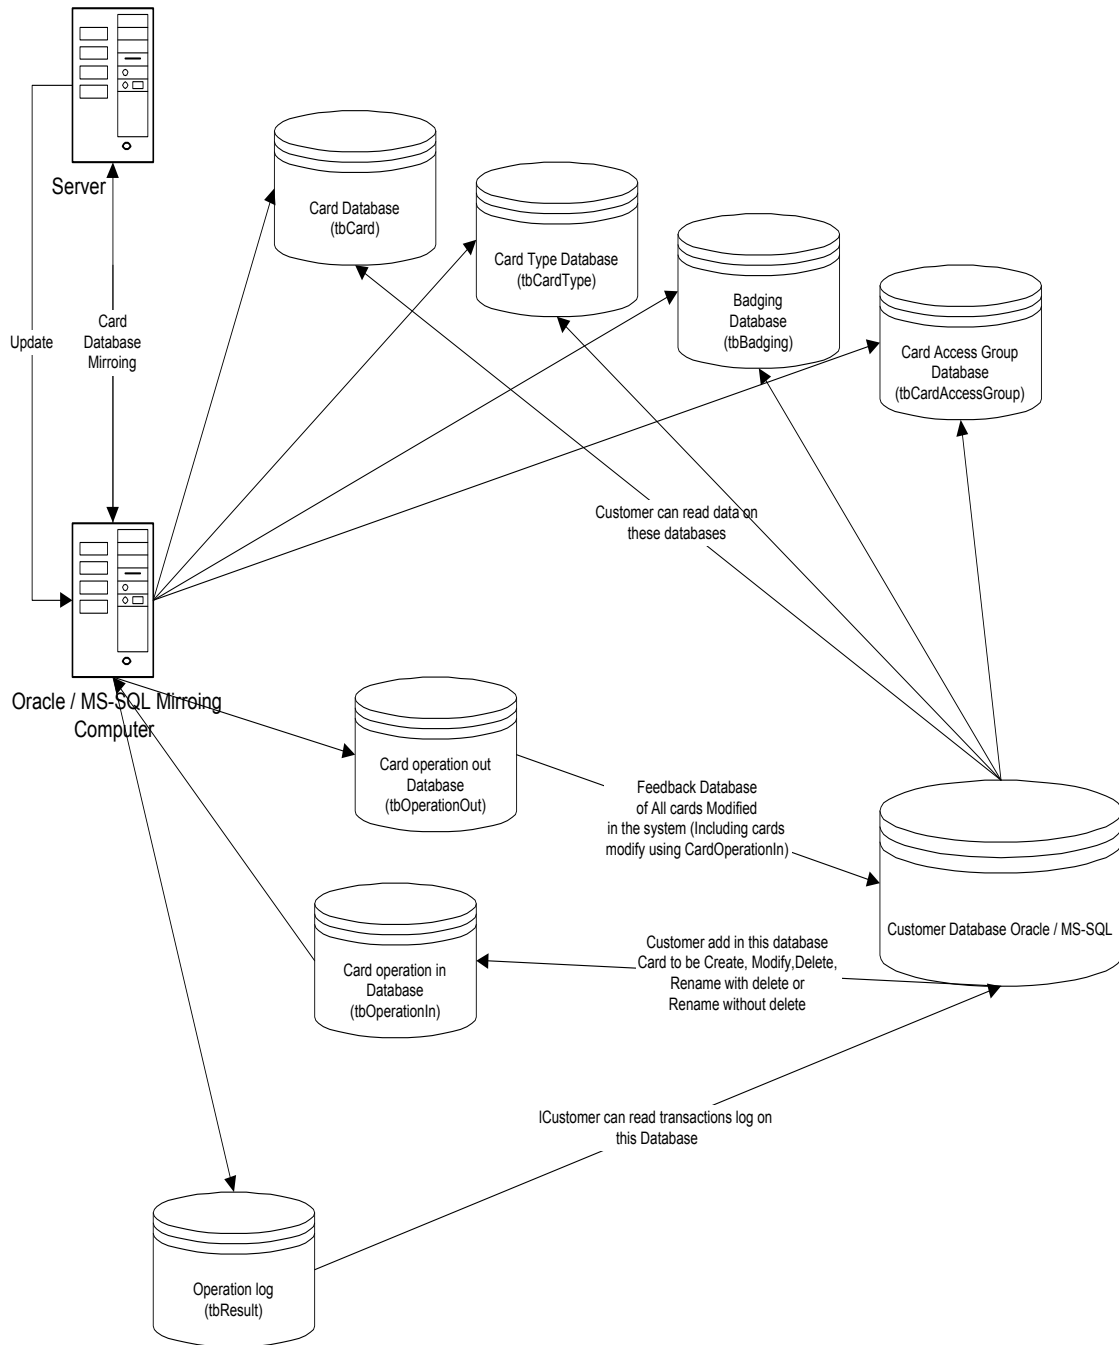 Server
Update
Card
Database
Mirroing
Card Database
(tbCard)
Card Type Database
(tbCardType)
Badging
Database
(tbBadging)
Card Access Group
Database
(tbCardAccessGroup)
Customer can read data on
these databases
Oracle / MS-SQL Mirroing
Computer
Card operation out
Database
(tbOperationOut)
Feedback Database
of All cards Modified
in the system (Including cards
modify using CardOperationIn)
Customer Database Oracle / MS-SQL
Card operation in
Database
(tbOperationIn)
Customer add in this database
Card to be Create, Modify,Delete,
Rename with delete or
Rename without delete
lCustomer can read transactions log on
this Database
Operation log
(tbResult)